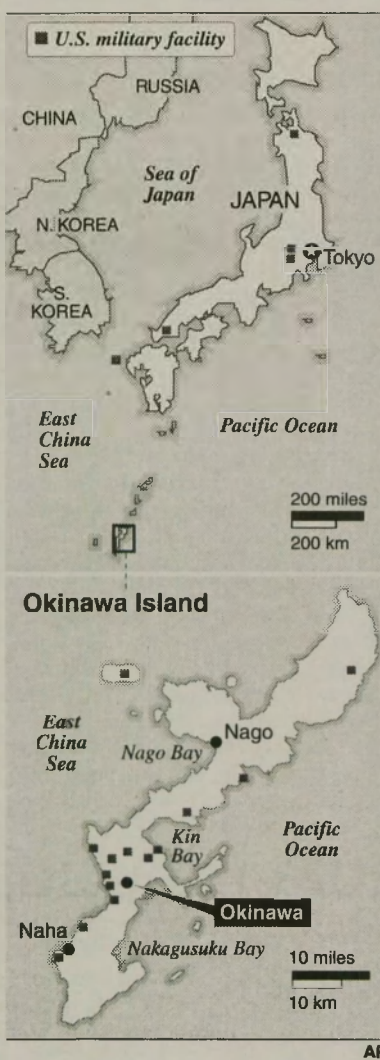 U.S. military facility
RUSSIA
CHINA
Sea of
Japan
JAPAN
N. KOREA
Tokyo
S.
KOREA
East
China
Sea
Pacific Ocean
200 miles
200 km
Okinawa Island
East
China
Sea
Nago
Nago Bay
Kin
Bay
Pacific
Ocean
Okinawa
Naha
Nakagusuku Bay
10 miles
10 km
AP